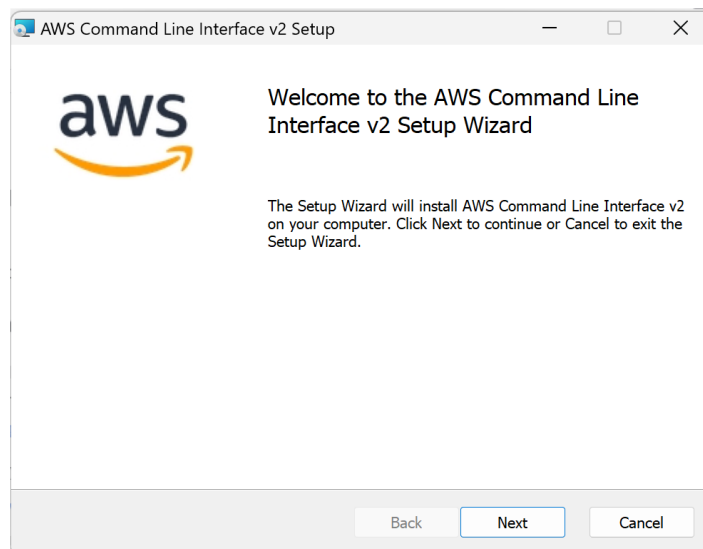 AWS Command Line Interface v2 Setup
aws
Welcome to the AWS Command Line
Interface v2 Setup Wizard
The Setup Wizard will install AWS Command Line Interface v2
on your computer. Click Next to continue or Cancel to exit the
Setup Wizard.
Back Next Cancel